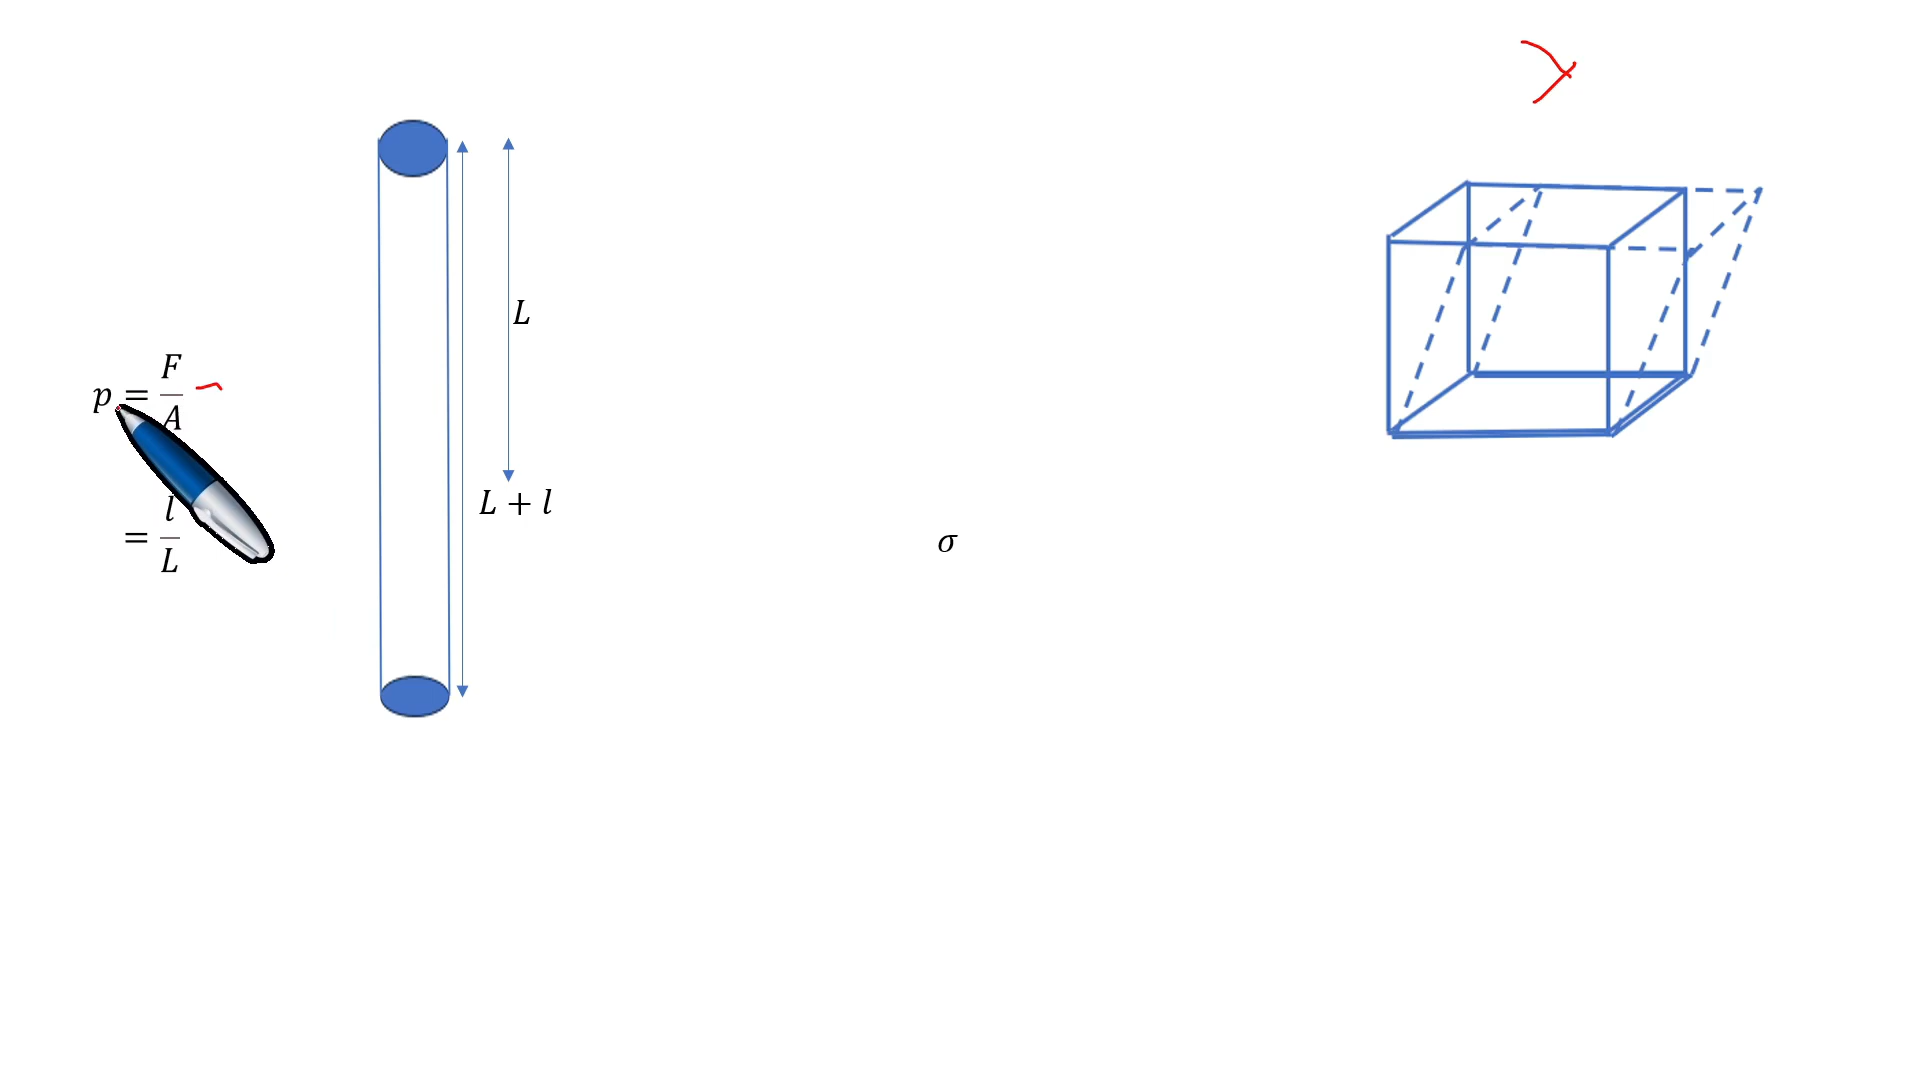 p = F/A
= l/L
L
L + l
σ